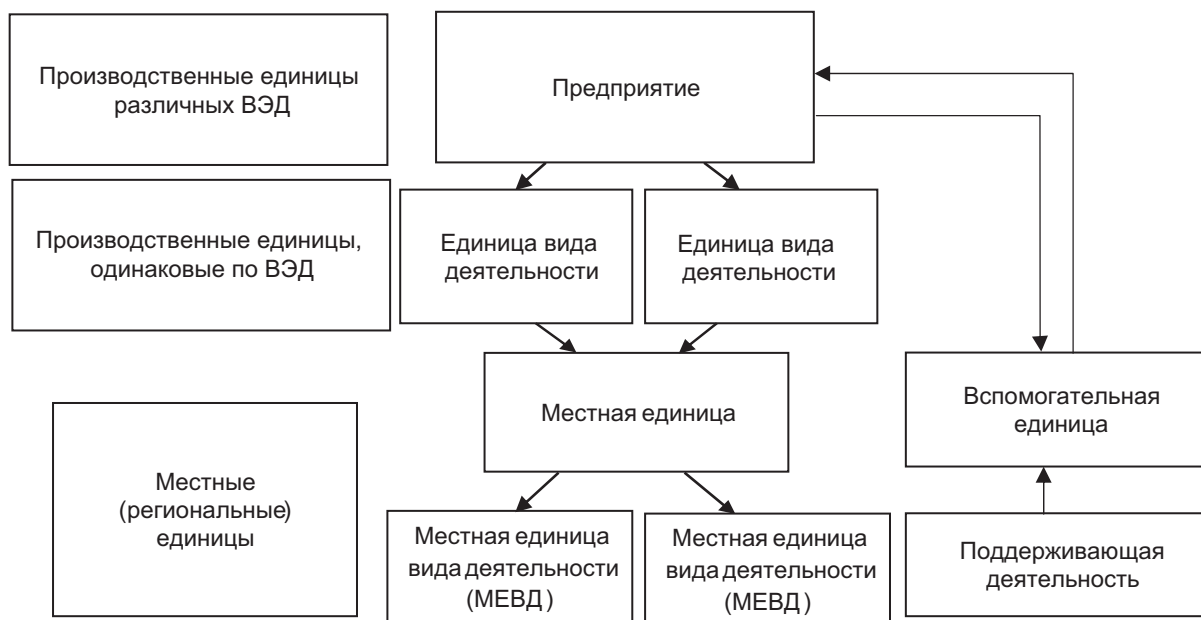 Производственные единицы
различных ВЭД
Предприятие
Производственные единицы,
одинаковые по ВЭД
Единица вида
деятельности
Единица вида
деятельности
Местная единица
Вспомогательная
единица
Местные
(региональные)
единицы
Местная единица
вида деятельности
(МЕВД)
Местная единица
вида деятельности
(МЕВД)
Поддерживающая
деятельность